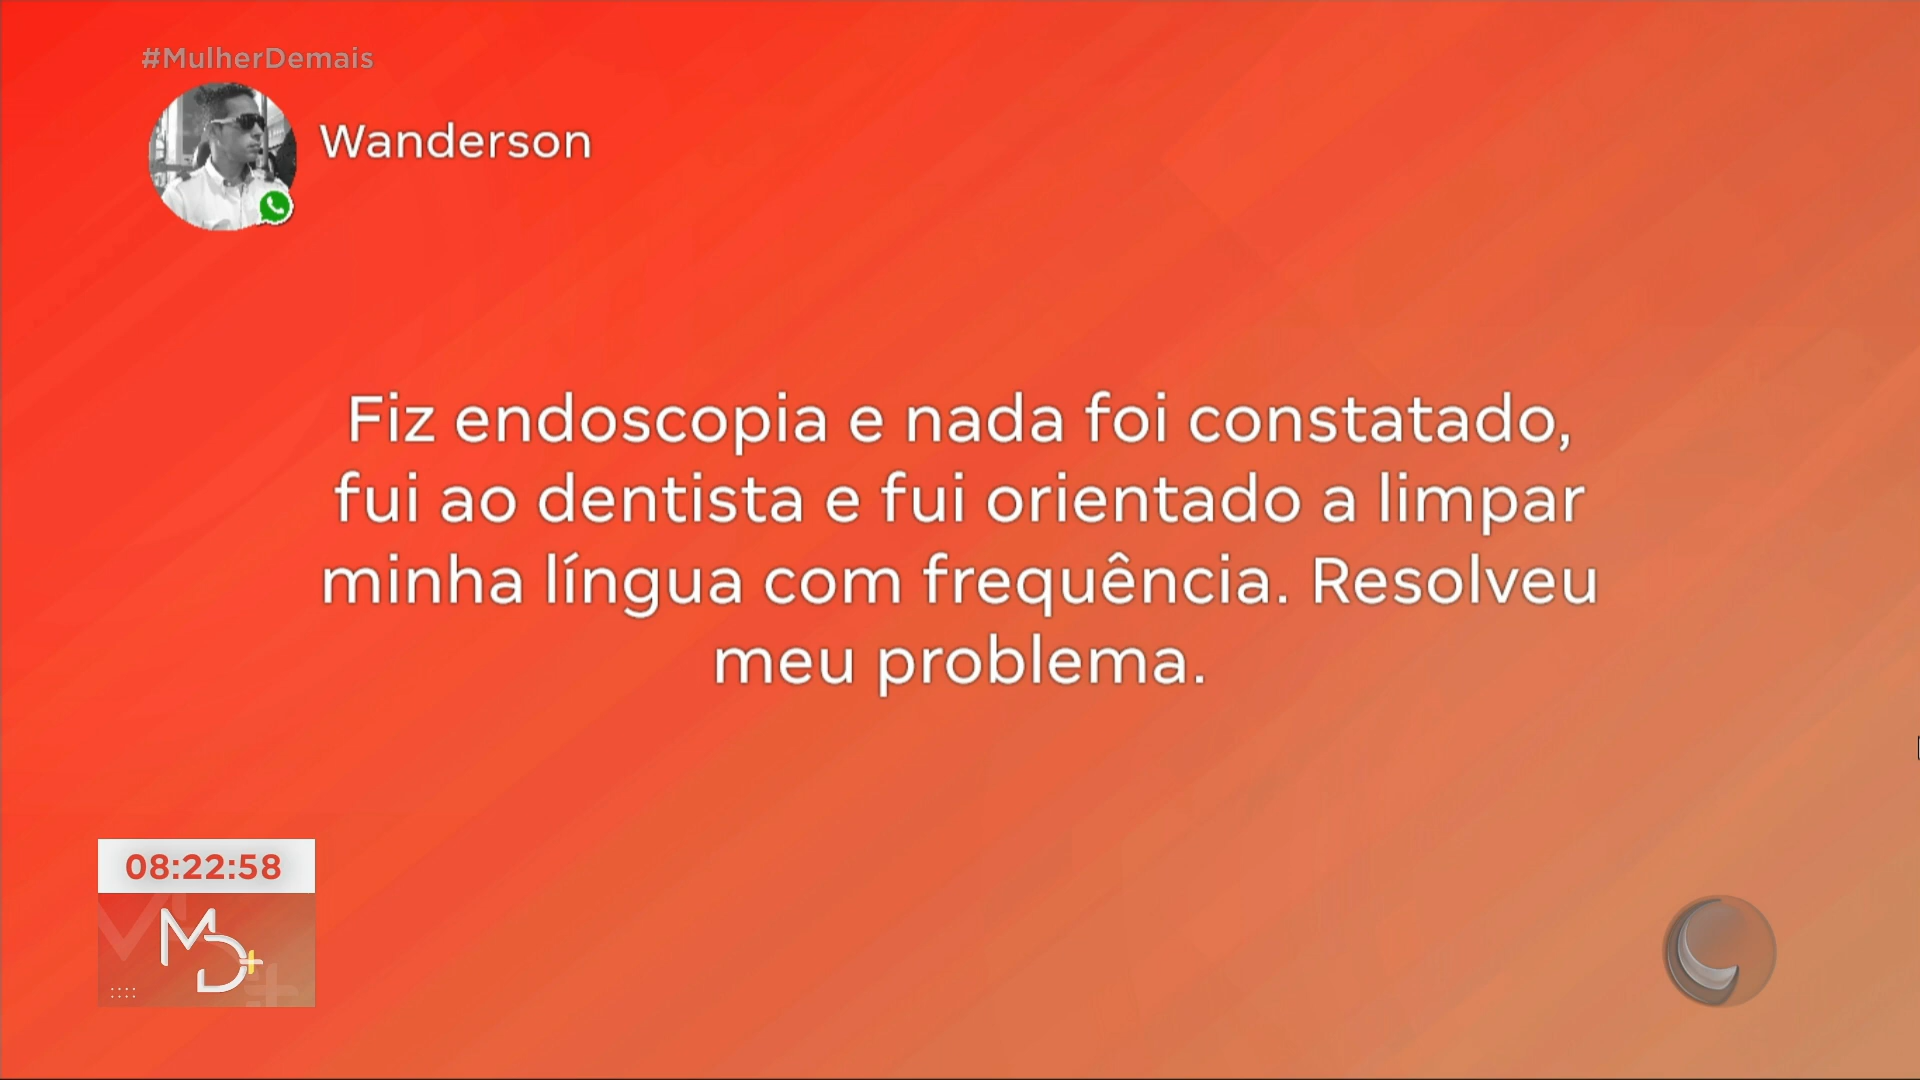 #MulherDemais
Wanderson
Fiz endoscopia e nada foi constatado,
fui ao dentista e fui orientado a limpar
minha língua com frequência. Resolveu
meu problema.
08:22:58
MD+